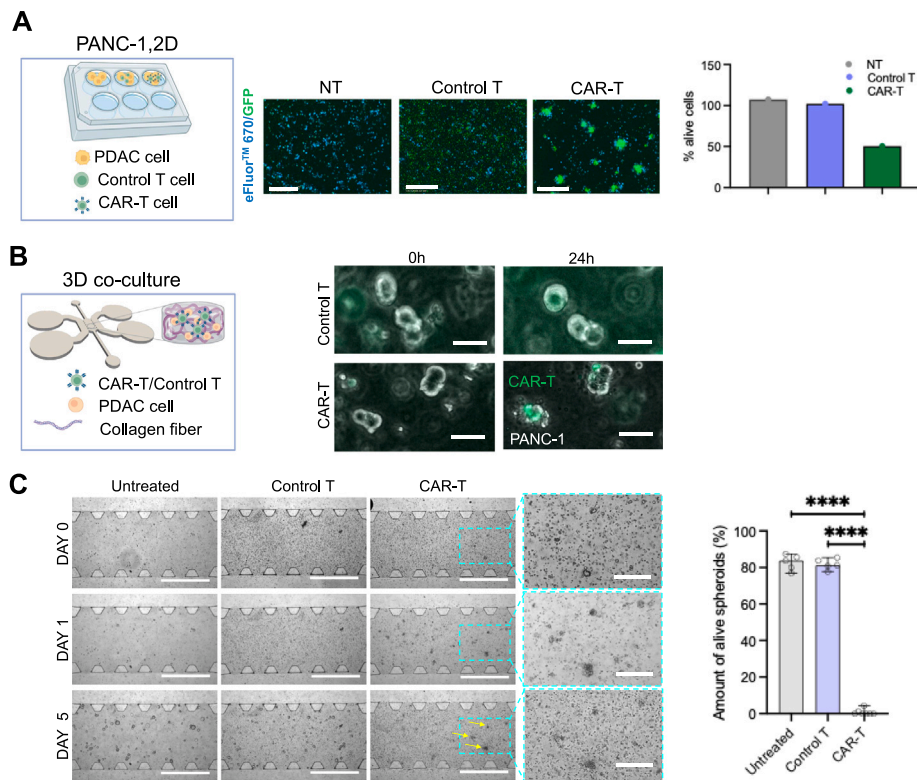 A
PANC-1,2D
PDAC cell
Control T cell
CAR-T cell
eFluor™ 670/GFP
NT
Control T
CAR-T
% alive cells
150
100
50
0
NT
Control T
CAR-T
B
3D co-culture
CAR-T/Control T
PDAC cell
Collagen fiber
0h
24h
Control T
CAR-T
CAR-T
PANC-1
C
Untreated
Control T
CAR-T
DAY 0
DAY 1
DAY 5
Amount of alive spheroids (%)
100
80
60
40
20
0
****
****
Untreated
Control T
CAR-T